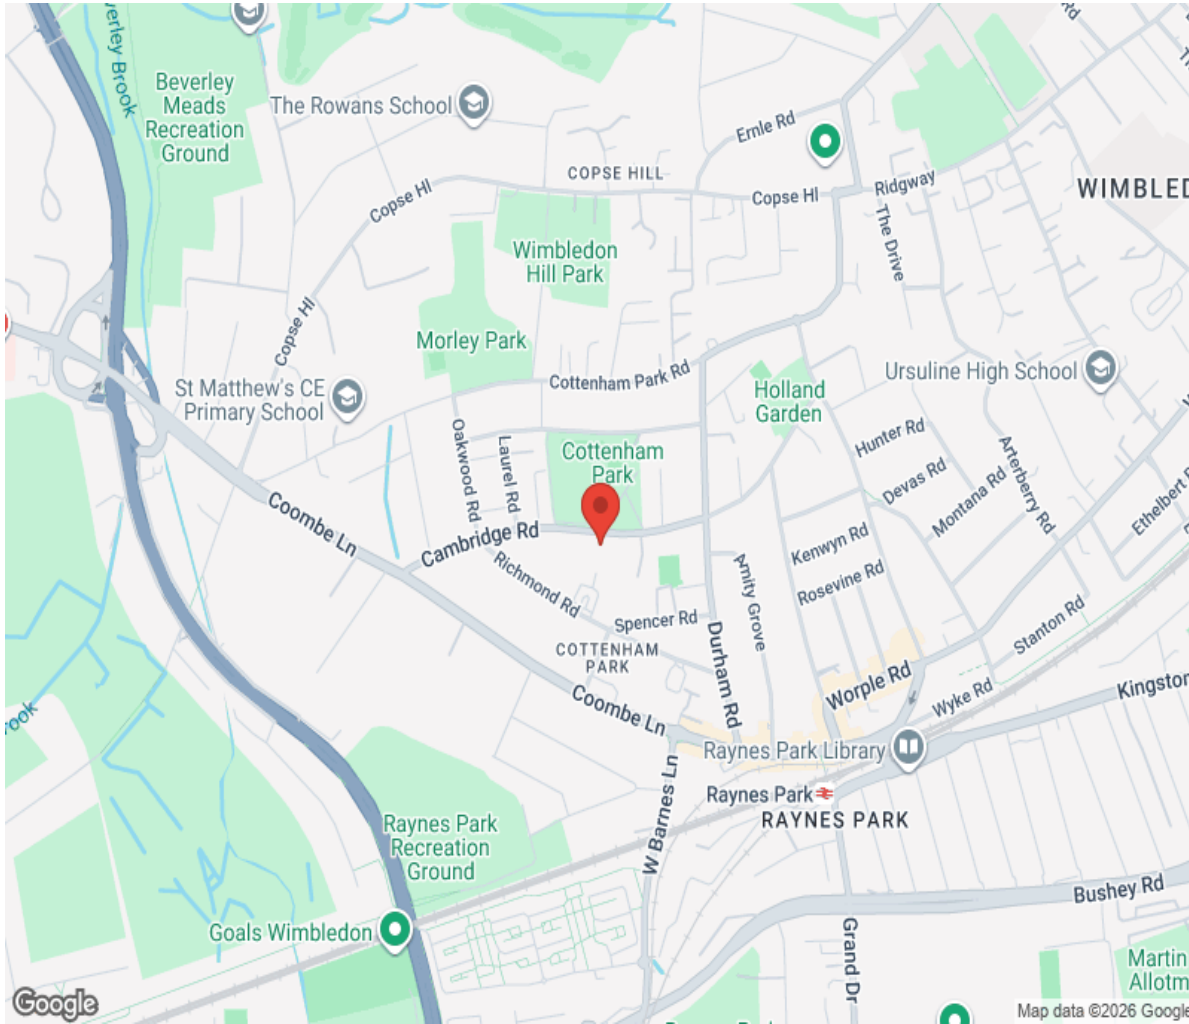 Beverley Brook
Beverley
Meads
Recreation
Ground
The Rowans School
Ernle Rd
COPSE HILL
Copse Hl
Copse Hl
Ridgway
WIMBLED
The Drive
Wimbledon
Hill Park
Copse Hl
Morley Park
St Matthew's CE
Primary School
Cottenham Park Rd
Holland
Garden
Ursuline High School
Oakwood Rd
Laurel Rd
Cottenham
Park
Hunter Rd
Devas Rd
Montana Rd
Arterberry Rd
Ethelbert R
Coombe Ln
Cambridge Rd
Kenwyn Rd
Richmond Rd
Amity Grove
Rosevine Rd
Spencer Rd
Stanton Rd
COTTENHAM
PARK
Durham Rd
Coombe Ln
Worple Rd
Wyke Rd
Kingston
rook
Raynes Park Library
W Barnes Ln
Raynes Park
RAYNES PARK
Raynes Park
Recreation
Ground
Bushey Rd
Goals Wimbledon
Grand Dr
Martin
Allotm
Google
Map data ©2026 Google